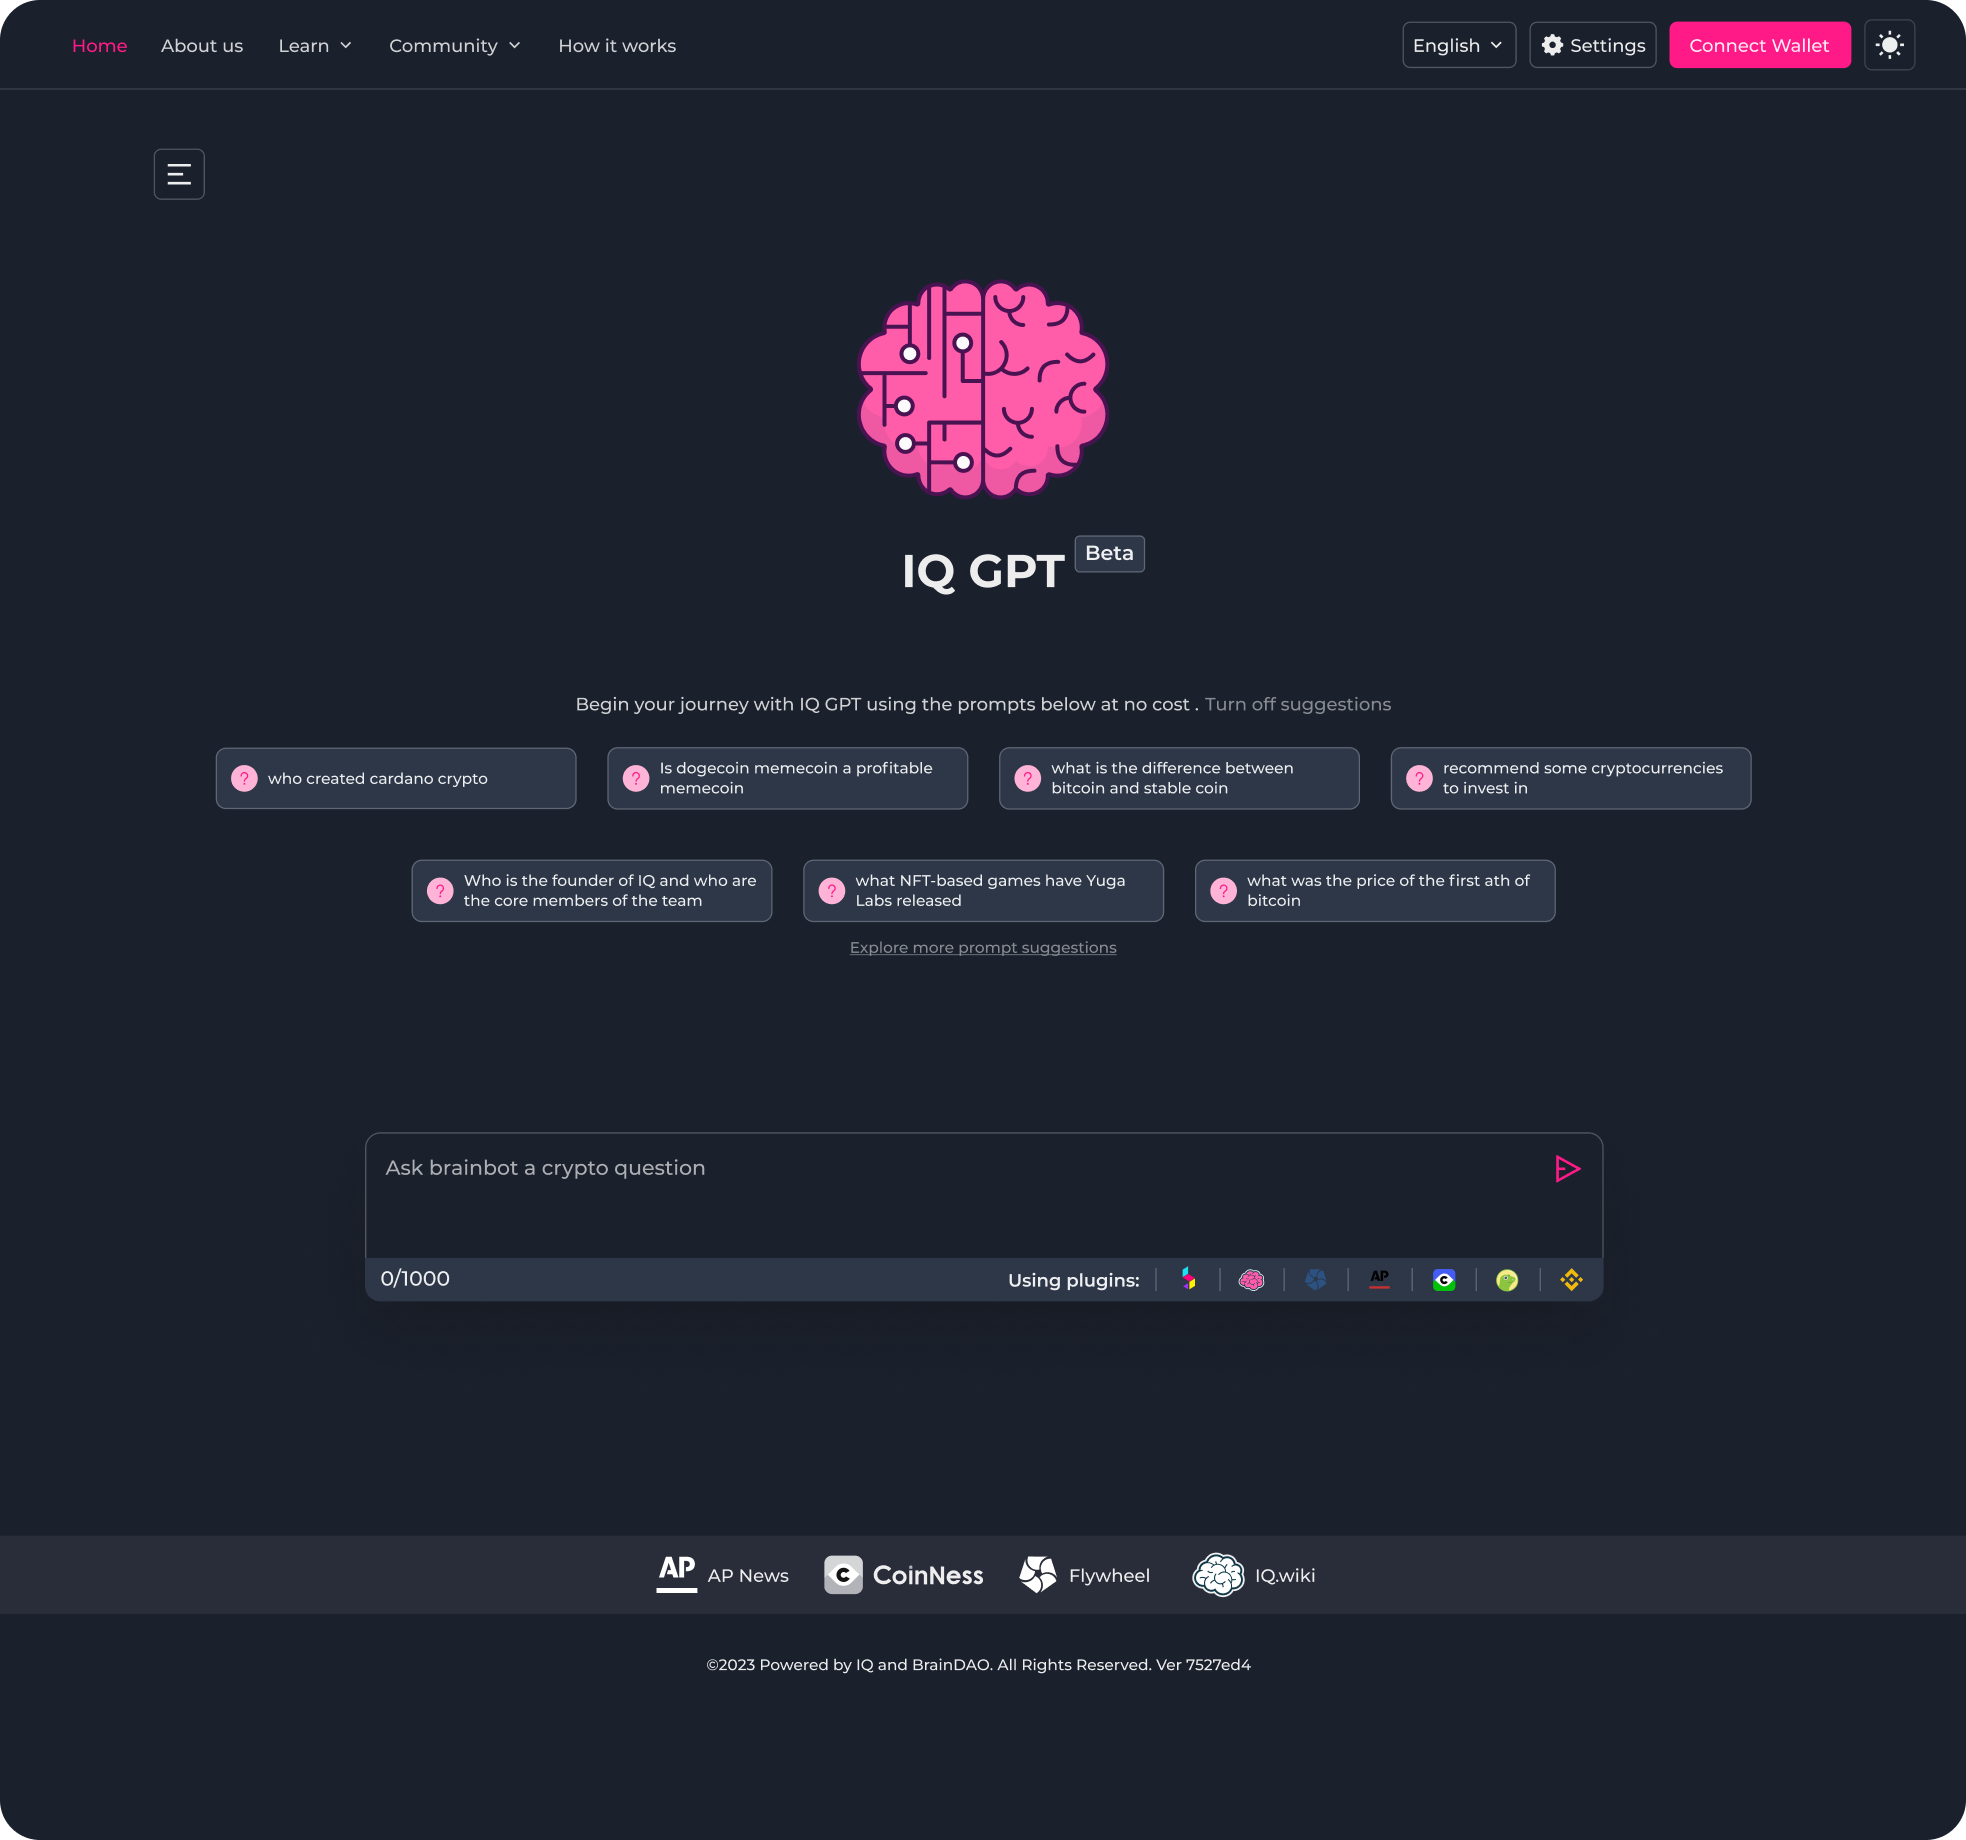 Home About us Learn Community How it works English Settings Connect Wallet
IQ GPT Beta
Begin your journey with IQ GPT using the prompts below at no cost . Turn off suggestions
? who created cardano crypto
? Is dogecoin memecoin a profitable
memecoin
? what is the difference between
bitcoin and stable coin
? recommend some cryptocurrencies
to invest in
? Who is the founder of IQ and who are
the core members of the team
? what NFT-based games have Yuga
Labs released
? what was the price of the first ath of
bitcoin
Explore more prompt suggestions
Ask brainbot a crypto question
0/1000 Using plugins: AP C
AP AP News C CoinNess Flywheel IQ.wiki
©2023 Powered by IQ and BrainDAO. All Rights Reserved. Ver 7527ed4